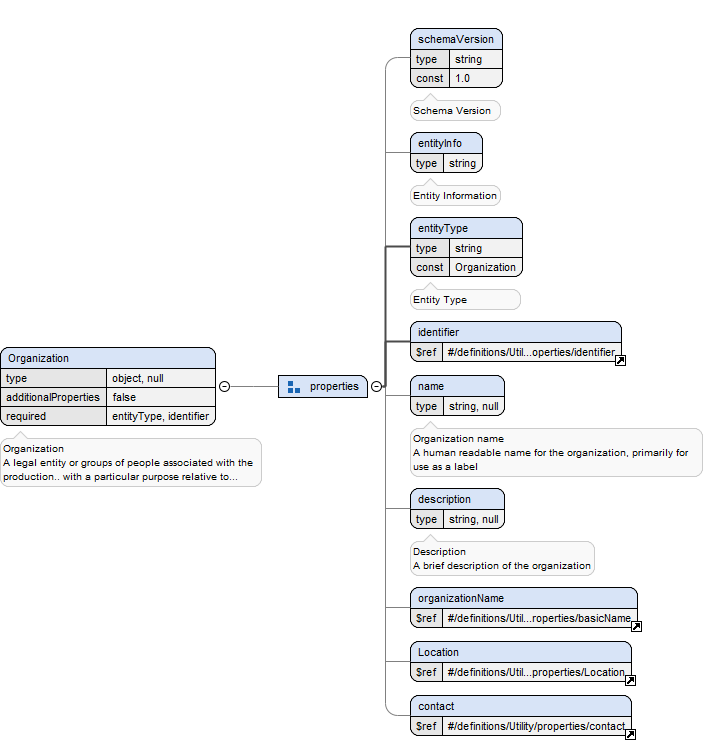 schemaVersion
type string
const 1.0
Schema Version
entityInfo
type string
Entity Information
entityType
type string
const Organization
Entity Type
identifier
$ref #/definitions/Util...operties/identifier
Organization
type object, null
additionalProperties false
required entityType, identifier
Organization
A legal entity or groups of people associated with the
production.. with a particular purpose relative to...
properties
name
type string, null
Organization name
A human readable name for the organization, primarily for
use as a label
description
type string, null
Description
A brief description of the organization
organizationName
$ref #/definitions/Util...roperties/basicName
Location
$ref #/definitions/Util...properties/Location
contact
$ref #/definitions/Utility/properties/contact